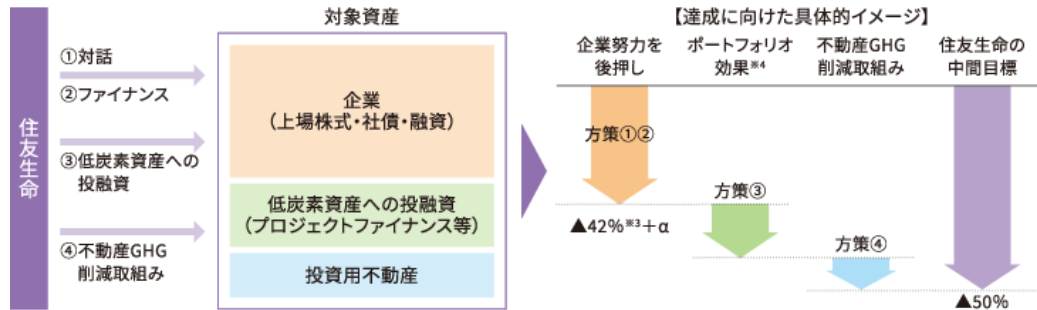 住友生命
①対話
②ファイナンス
③低炭素資産への
投融資
④不動産GHG
削減取組み
対象資産
企業
(上場株式・社債・融資)
低炭素資産への投融資
(プロジェクトファイナンス等)
投資用不動産
【達成に向けた具体的イメージ】
企業努力を
後押し
ポートフォリオ
効果※4
不動産GHG
削減取組み
住友生命の
中間目標
方策①②
▲42%※3+α
方策③
方策④
▲50%